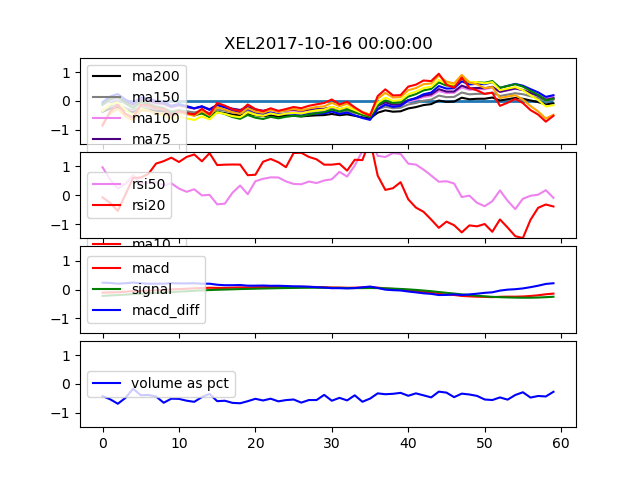 XEL2017-10-16 00:00:00
1
0
−1
ma200
ma150
ma100
ma75
1
0
−1
rsi50
rsi20
ma10
1
0
−1
macd
signal
macd_diff
1
0
−1
volume as pct
0
10
20
30
40
50
60